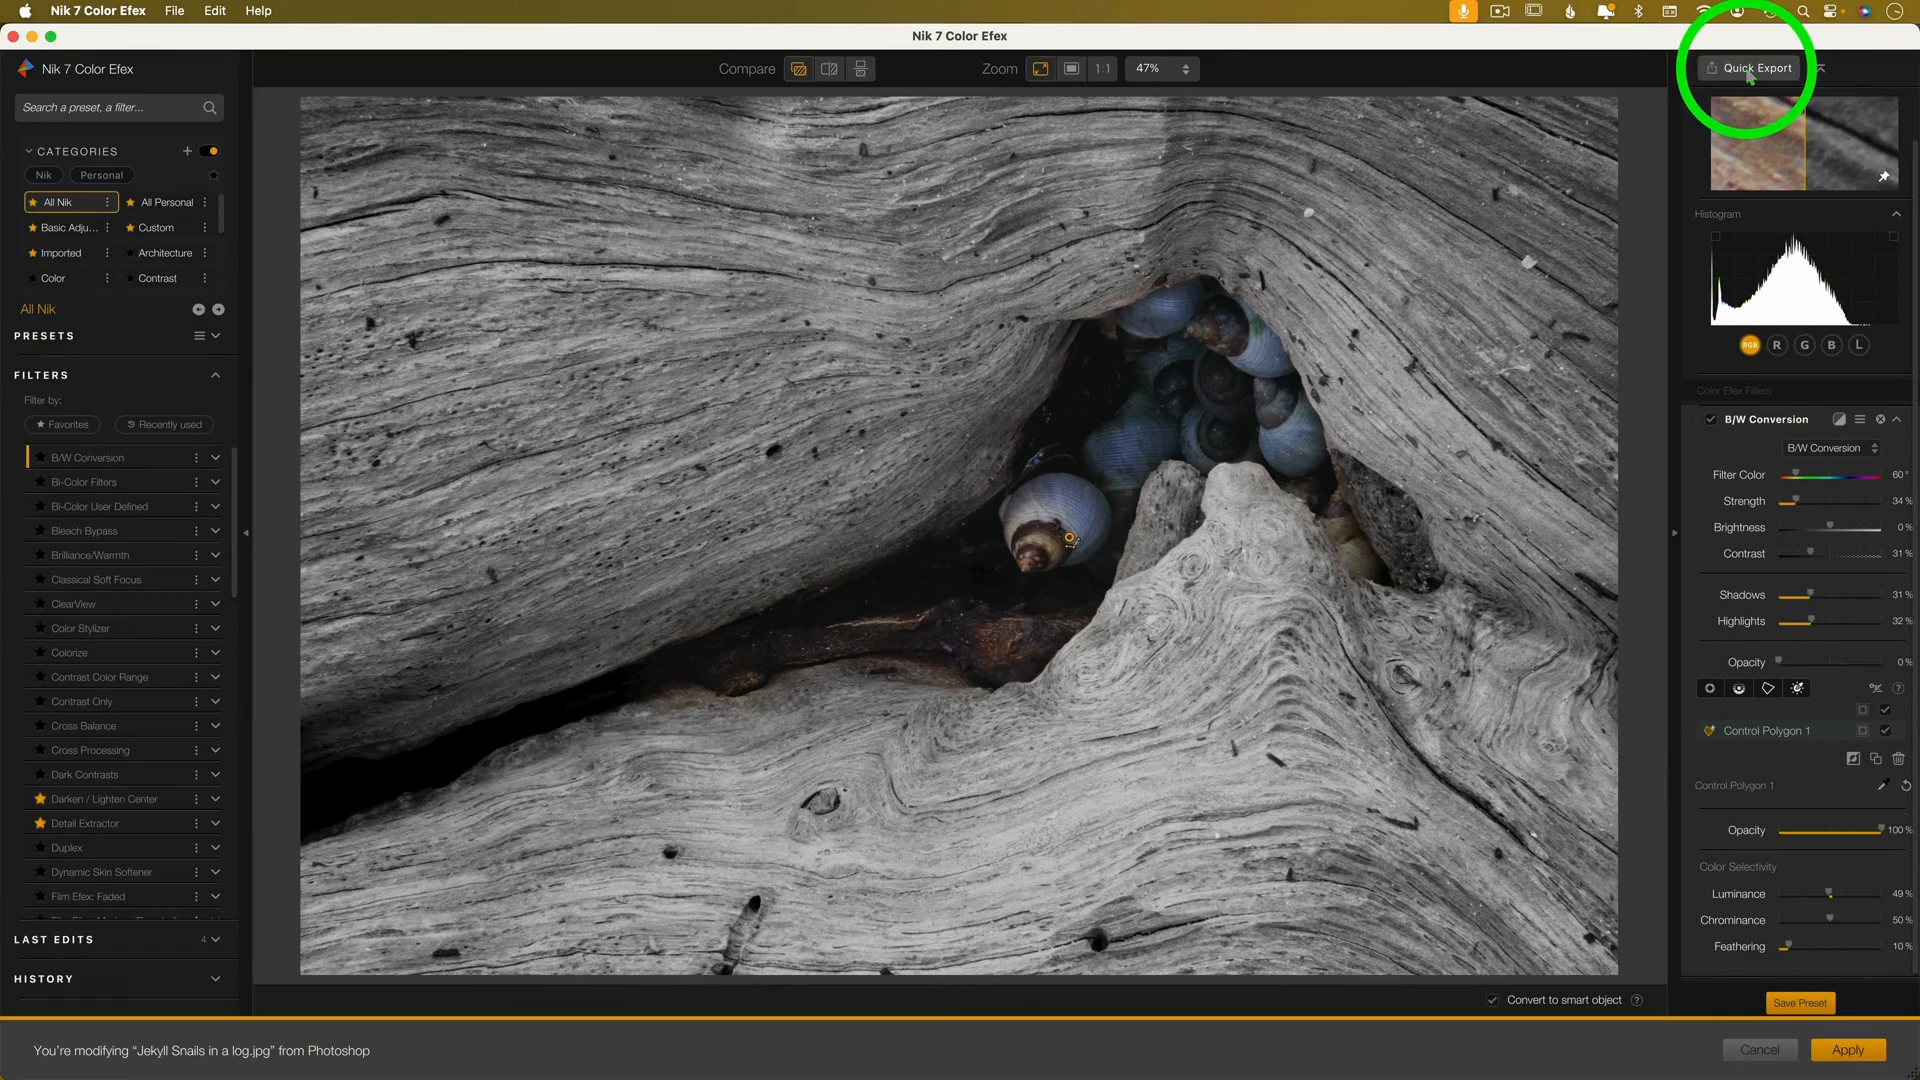 Nik 7 Color Efex File Edit Help
Nik 7 Color Efex
Nik 7 Color Efex
Compare
Zoom
1:1
47%
Quick Export
Search a preset, a filter...
CATEGORIES
Nik
Personal
All Nik
All Personal
Basic Adju...
Custom
Imported
Architecture
Color
Contrast
All Nik
PRESETS
FILTERS
Filter by:
Favorites
Recently used
B/W Conversion
Bi-Color Filters
Bi-Color User Defined
Bleach Bypass
Brilliance/Warmth
Classical Soft Focus
ClearView
Color Stylizer
Colorize
Contrast Color Range
Contrast Only
Cross Balance
Cross Processing
Dark Contrasts
Darken / Lighten Center
Detail Extractor
Duplex
Dynamic Skin Softener
Film Efex: Faded
LAST EDITS
4
HISTORY
Histogram
RGB R G B L
Color Efex Filters
B/W Conversion
B/W Conversion
Filter Color 60°
Strength 34 %
Brightness 0 %
Contrast 31 %
Shadows 31 %
Highlights 32 %
Opacity 0 %
Control Polygon 1
Control Polygon 1
Opacity 100 %
Color Selectivity
Luminance 49 %
Chrominance 50 %
Feathering 10 %
Save Preset
Convert to smart object
You're modifying “Jekyll Snails in a log.jpg” from Photoshop
Cancel
Apply